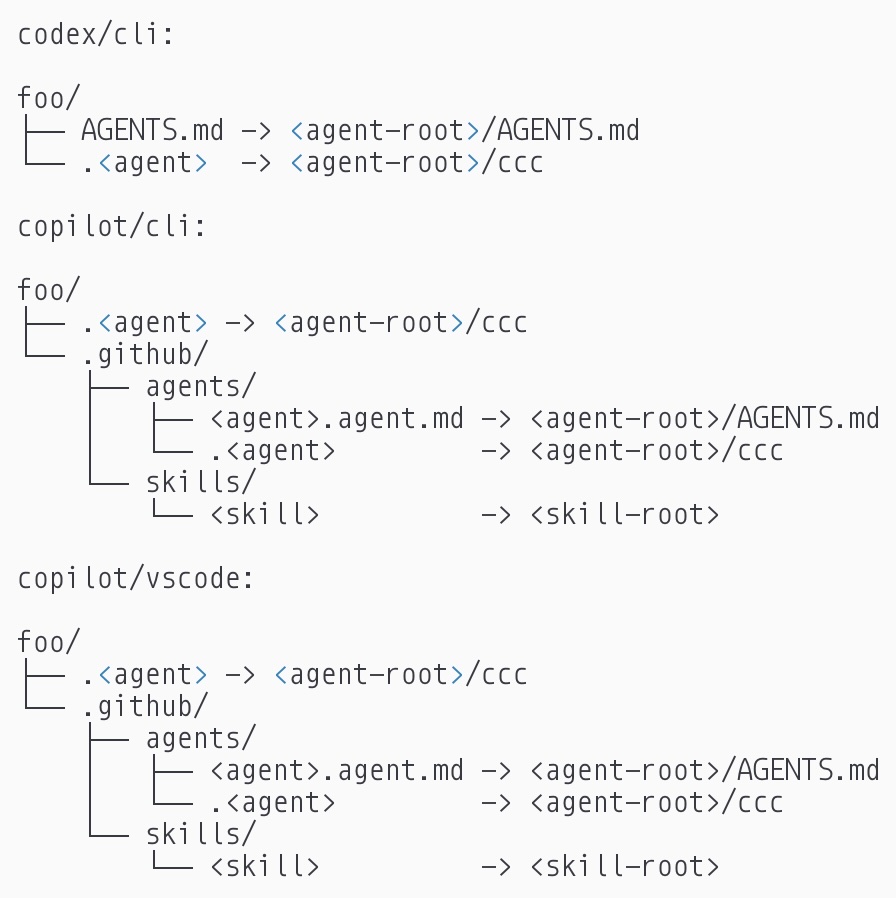 codex/cli:

foo/
├── AGENTS.md -> <agent-root>/AGENTS.md
└── .<agent>  -> <agent-root>/ccc

copilot/cli:

foo/
├── .<agent> -> <agent-root>/ccc
└── .github/
    ├── agents/
    │   ├── <agent>.agent.md -> <agent-root>/AGENTS.md
    │   └── .<agent>         -> <agent-root>/ccc
    └── skills/
        └── <skill>          -> <skill-root>

copilot/vscode:

foo/
├── .<agent> -> <agent-root>/ccc
└── .github/
    ├── agents/
    │   ├── <agent>.agent.md -> <agent-root>/AGENTS.md
    │   └── .<agent>         -> <agent-root>/ccc
    └── skills/
        └── <skill>          -> <skill-root>